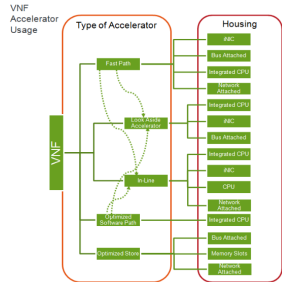 VNF
Accelerator
Usage
Type of Accelerator
Housing
VNF
Fast Path
iNIC
Bus Attached
Integrated CPU
Network
Attached
Look Aside
Accelerator
Integrated CPU
iNIC
Bus Attached
In-Line
Integrated CPU
iNIC
CPU
Network
Attached
Optimized
Software Path
Integrated CPU
Optimized Store
Bus Attached
Memory Slots
Network
Attached